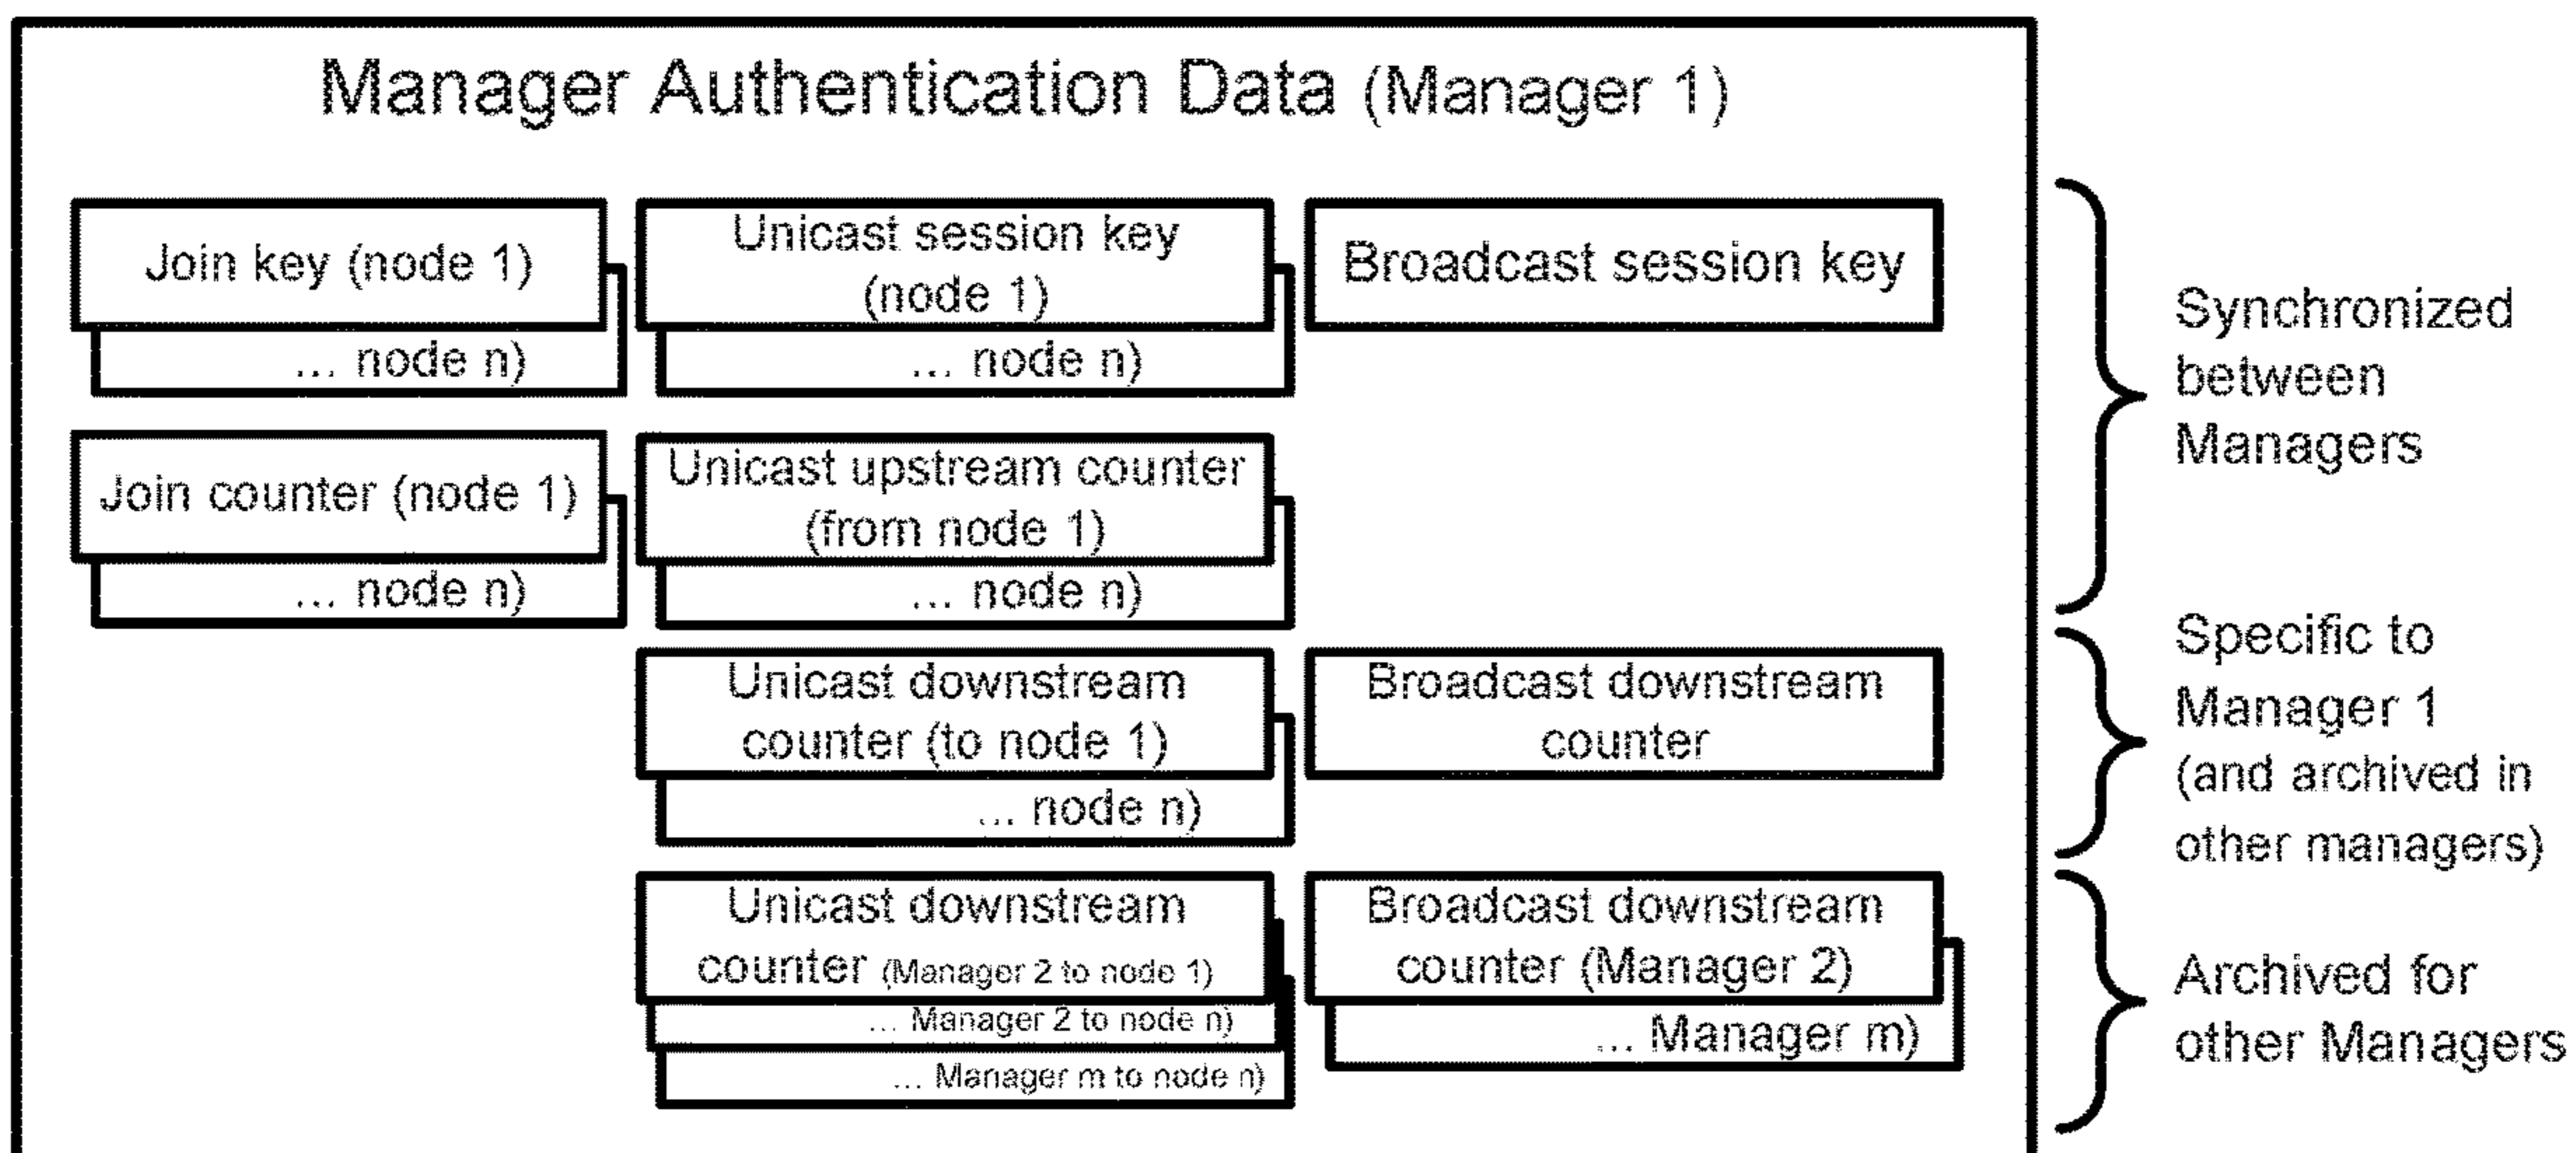 Manager Authentication Data (Manager 1)
Join key (node 1)
... node n)
Unicast session key
(node 1)
... node n)
Broadcast session key
Join counter (node 1)
... node n)
Unicast upstream counter
(from node 1)
... node n)
Synchronized
between
Managers
Unicast downstream
counter (to node 1)
... node n)
Broadcast downstream
counter
Specific to
Manager 1
(and archived in
other managers)
Unicast downstream
counter (Manager 2 to node 1)
... Manager 2 to node n)
... Manager m to node n)
Broadcast downstream
counter (Manager 2)
... Manager m)
Archived for
other Managers